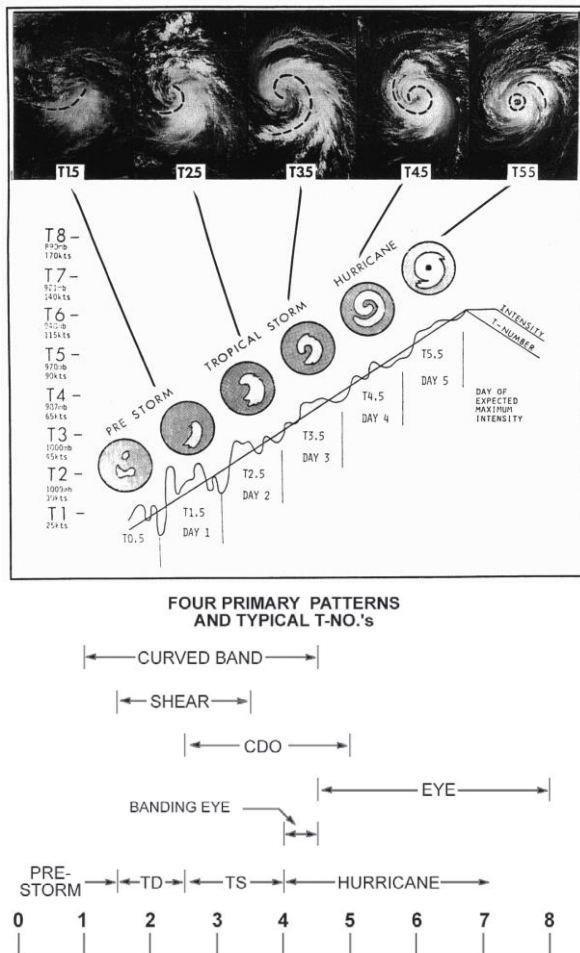 T1.5 T2.5 T3.5 T4.5 T5.5
T8 –
170kts
T7 –
140kts
T6 –
115kts
T5 –
970mb
90kts
T4 –
987mb
65kts
T3 –
1000mb
45kts
T2 –
T1 –
25kts
PRE STORM
TROPICAL STORM
HURRICANE
INTENSITY
T-NUMBER
T0.5
T1.5
DAY 1
T2.5
DAY 2
T3.5
DAY 3
T4.5
DAY 4
T5.5
DAY 5
DAY OF
EXPECTED
MAXIMUM
INTENSITY
FOUR PRIMARY PATTERNS
AND TYPICAL T-NO.'s
CURVED BAND
SHEAR
CDO
EYE
BANDING EYE
PRE-
STORM
TD TS HURRICANE
0 1 2 3 4 5 6 7 8